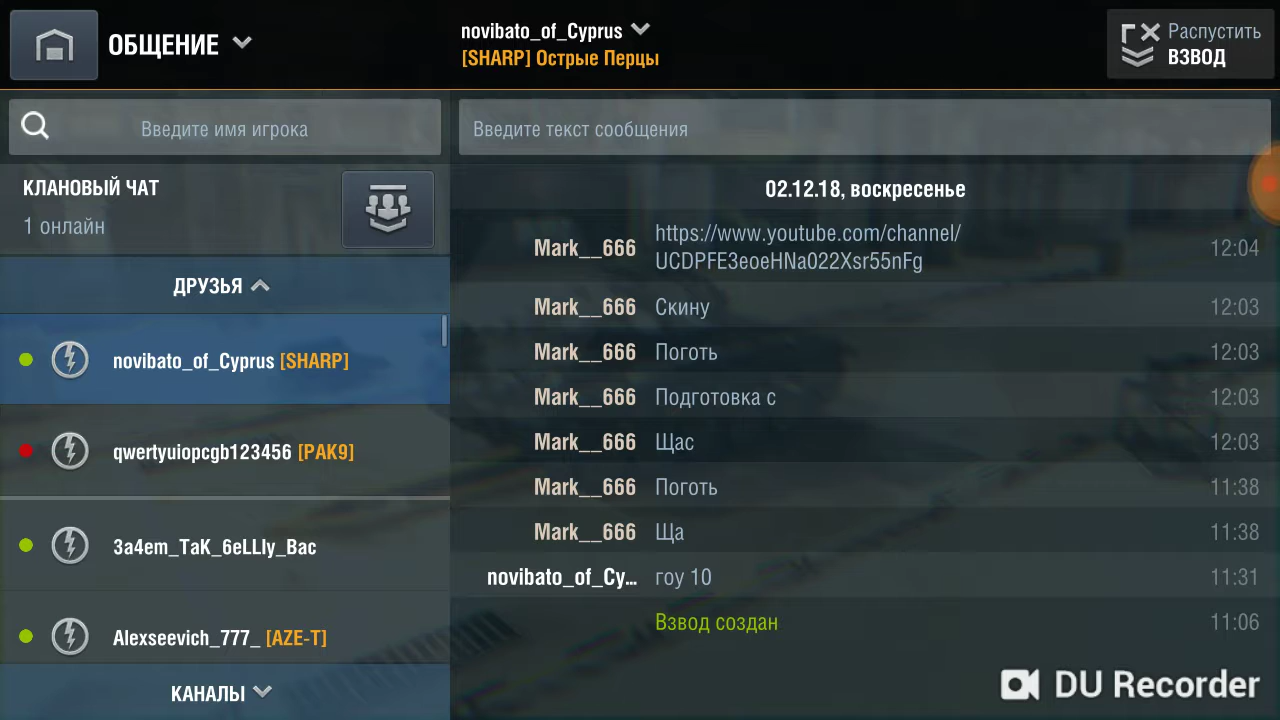 ОБЩЕНИЕ
novibato_of_Cyprus
[SHARP] Острые Перцы
Распустить
ВЗВОД
Введите имя игрока
Введите текст сообщения
КЛАНОВЫЙ ЧАТ
1 онлайн
ДРУЗЬЯ
novibato_of_Cyprus [SHARP]
qwertyuiopcgb123456 [PAK9]
3a4em_TaK_6eLLIy_Bac
Alexseevich_777_ [AZE-T]
КАНАЛЫ
02.12.18, воскресенье
Mark__666 https://www.youtube.com/channel/ 12:04
UCDPFE3eoeHNa022Xsr55nFg
Mark__666 Скину 12:03
Mark__666 Поготь 12:03
Mark__666 Подготовка с 12:03
Mark__666 Щас 12:03
Mark__666 Поготь 11:38
Mark__666 Ща 11:38
novibato_of_Cy... гоу 10 11:31
Взвод создан 11:06
DU Recorder